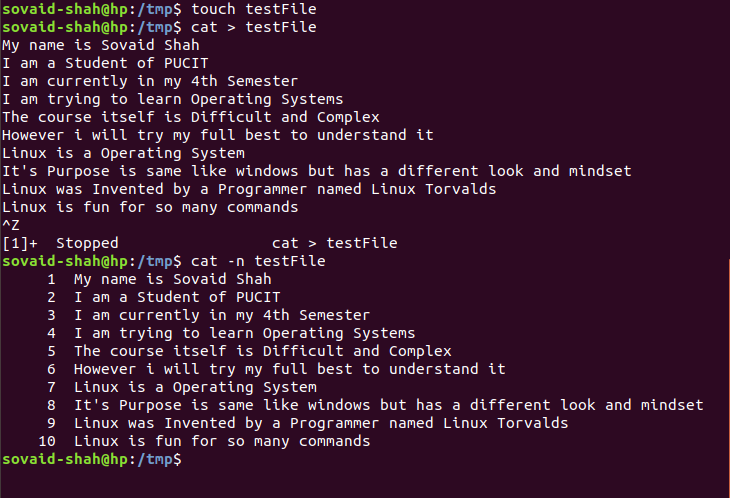 sovaid-shah@hp:/tmp$ touch testFile
sovaid-shah@hp:/tmp$ cat > testFile
My name is Sovaid Shah
I am a Student of PUCIT
I am currently in my 4th Semester
I am trying to learn Operating Systems
The course itself is Difficult and Complex
However i will try my full best to understand it
Linux is a Operating System
It's Purpose is same like windows but has a different look and mindset
Linux was Invented by a Programmer named Linux Torvalds
Linux is fun for so many commands
^Z
[1]+  Stopped                 cat > testFile
sovaid-shah@hp:/tmp$ cat -n testFile
     1  My name is Sovaid Shah
     2  I am a Student of PUCIT
     3  I am currently in my 4th Semester
     4  I am trying to learn Operating Systems
     5  The course itself is Difficult and Complex
     6  However i will try my full best to understand it
     7  Linux is a Operating System
     8  It's Purpose is same like windows but has a different look and mindset
     9  Linux was Invented by a Programmer named Linux Torvalds
    10  Linux is fun for so many commands
sovaid-shah@hp:/tmp$